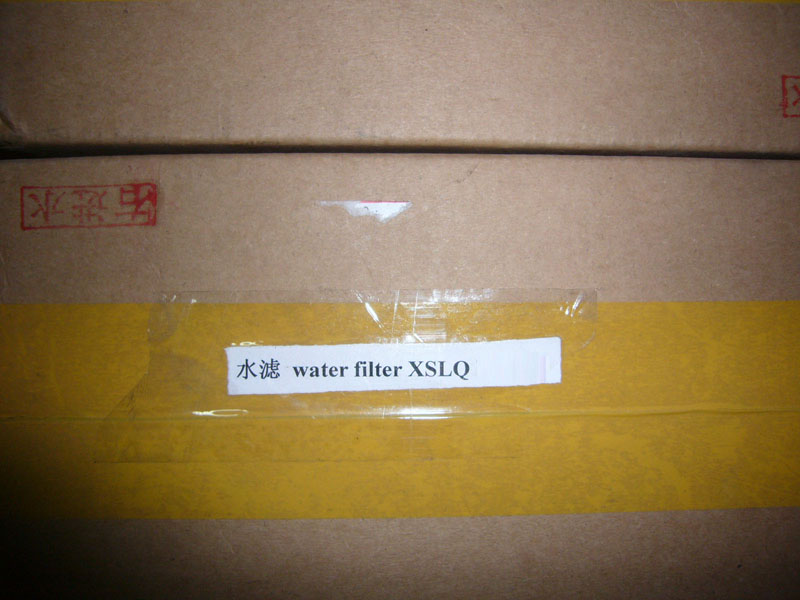 水滤 water filter XSLQ